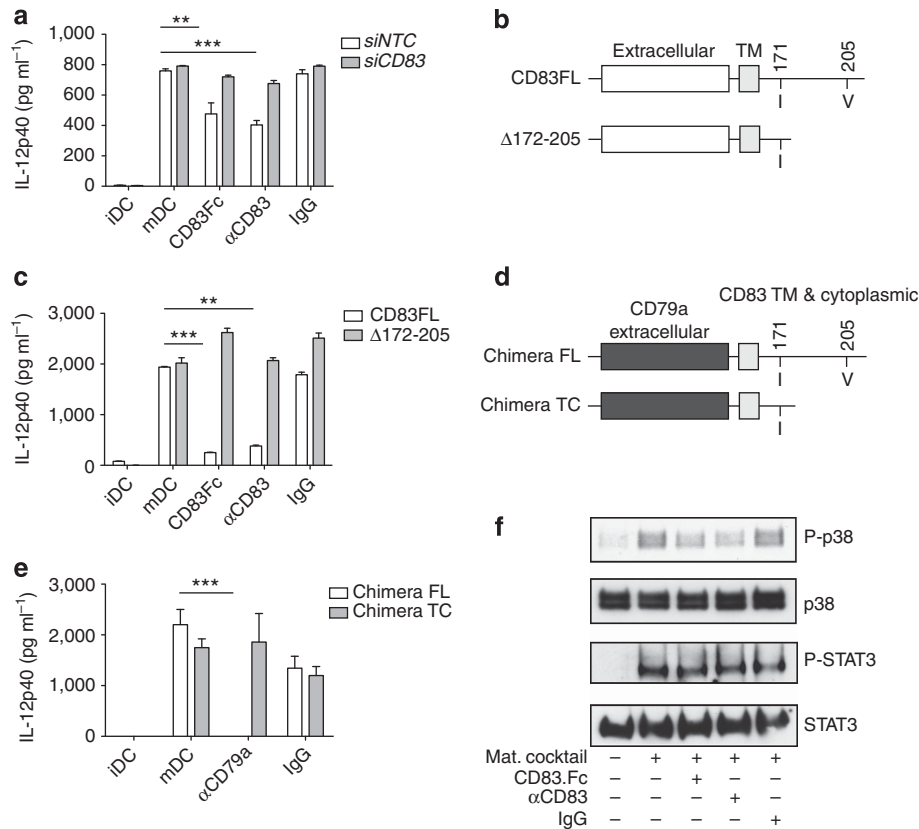 a
IL-12p40 (pg ml⁻¹)
1,000
800
600
400
200
0
**
***
siNTC
siCD83
iDC
mDC
CD83Fc
αCD83
IgG
b
Extracellular
TM
171
205
CD83FL
I
V
Δ172-205
I
c
IL-12p40 (pg ml⁻¹)
3,000
2,000
1,000
0
**
***
CD83FL
Δ172-205
iDC
mDC
CD83Fc
αCD83
IgG
d
CD79a
extracellular
CD83 TM & cytoplasmic
171
205
Chimera FL
I
V
Chimera TC
I
e
IL-12p40 (pg ml⁻¹)
3,000
2,000
1,000
0
***
Chimera FL
Chimera TC
iDC
mDC
αCD79a
IgG
f
P-p38
p38
P-STAT3
STAT3
Mat. cocktail – + + + +
CD83.Fc – – + – –
αCD83 – – – + –
IgG – – – – +